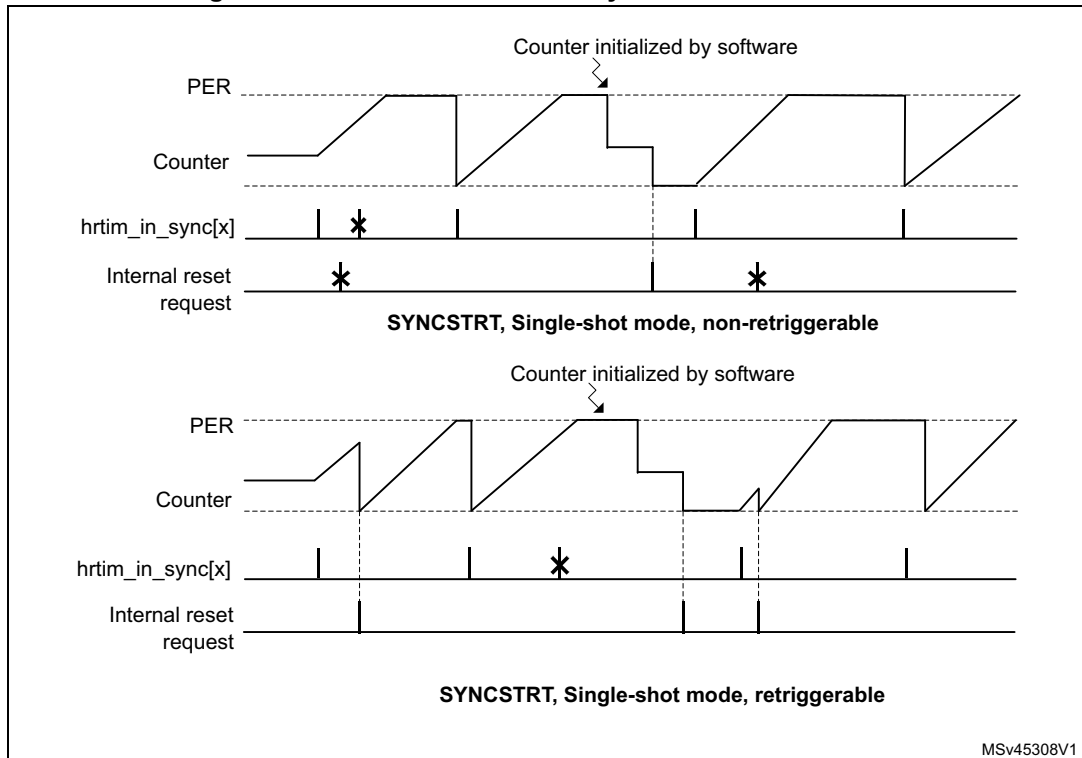 Counter initialized by software
PER
Counter
hrtim_in_sync[x]
Internal reset
request
SYNCSTRT, Single-shot mode, non-retriggerable
Counter initialized by software
PER
Counter
hrtim_in_sync[x]
Internal reset
request
SYNCSTRT, Single-shot mode, retriggerable
MSv45308V1